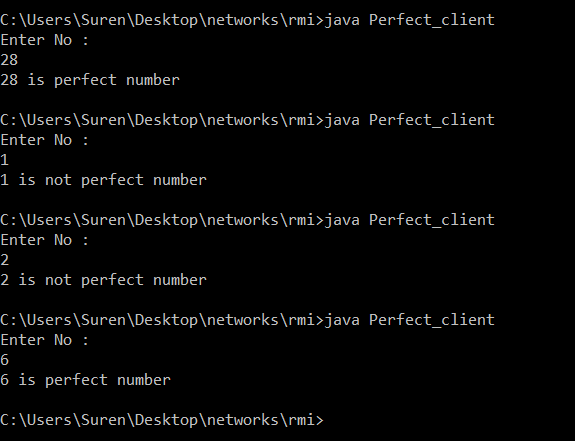 C:\Users\Suren\Desktop\networks\rmi>java Perfect_client
Enter No :
28
28 is perfect number
C:\Users\Suren\Desktop\networks\rmi>java Perfect_client
Enter No :
1
1 is not perfect number
C:\Users\Suren\Desktop\networks\rmi>java Perfect_client
Enter No :
2
2 is not perfect number
C:\Users\Suren\Desktop\networks\rmi>java Perfect_client
Enter No :
6
6 is perfect number
C:\Users\Suren\Desktop\networks\rmi>